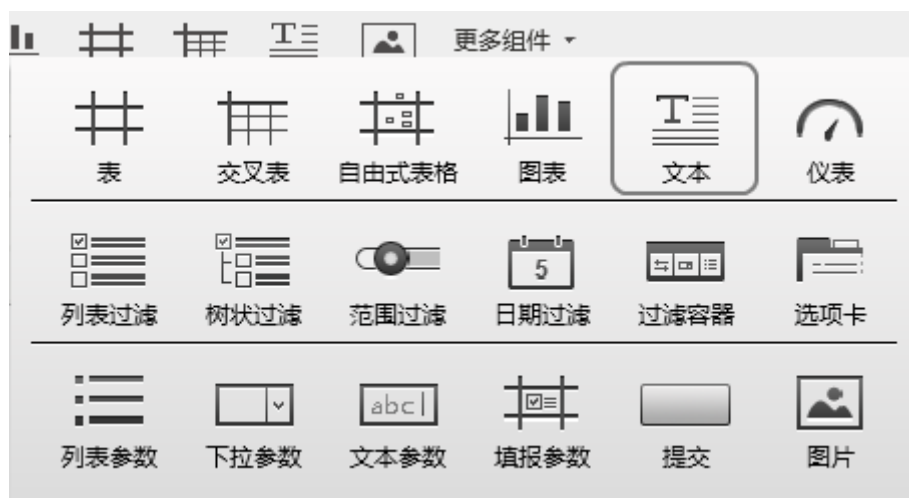 更多组件
表 交叉表 自由式表格 图表 文本 仪表
5
列表过滤 树状过滤 范围过滤 日期过滤 过滤容器 选项卡
abc
列表参数 下拉参数 文本参数 填报参数 提交 图片